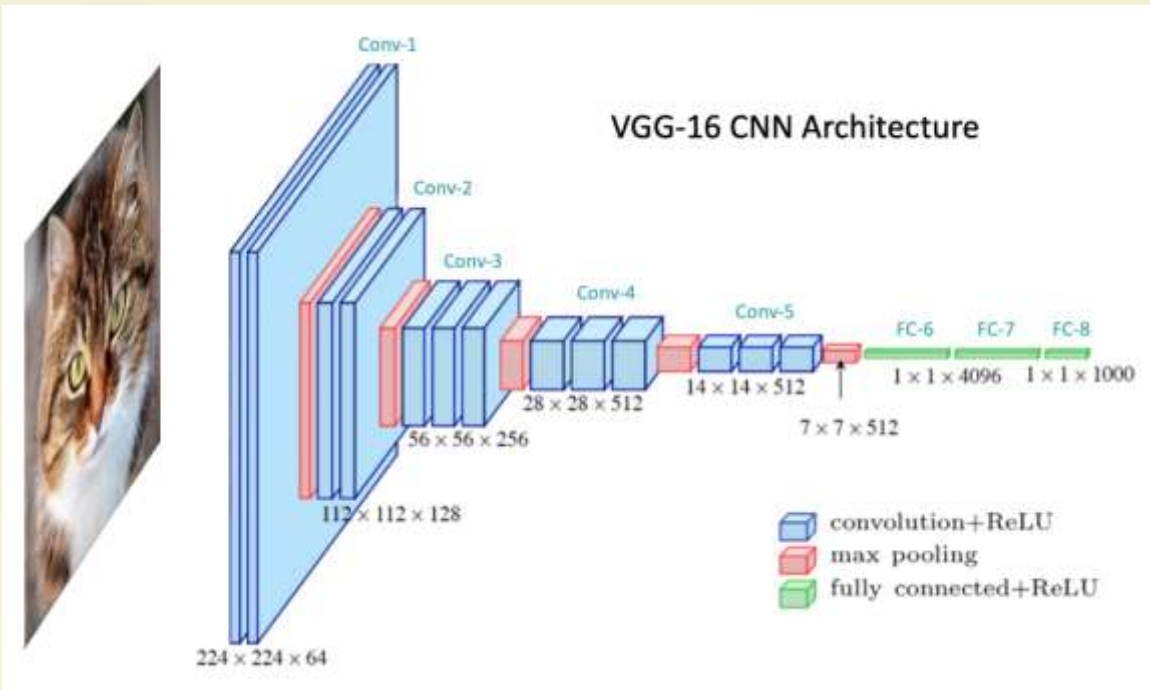 Conv-1
VGG-16 CNN Architecture
Conv-2
Conv-3
Conv-4
Conv-5
FC-6
FC-7
FC-8
1 × 1 × 4096
1 × 1 × 1000
14 × 14 × 512
28 × 28 × 512
7 × 7 × 512
56 × 56 × 256
112 × 112 × 128
convolution+ReLU
max pooling
fully connected+ReLU
224 × 224 × 64